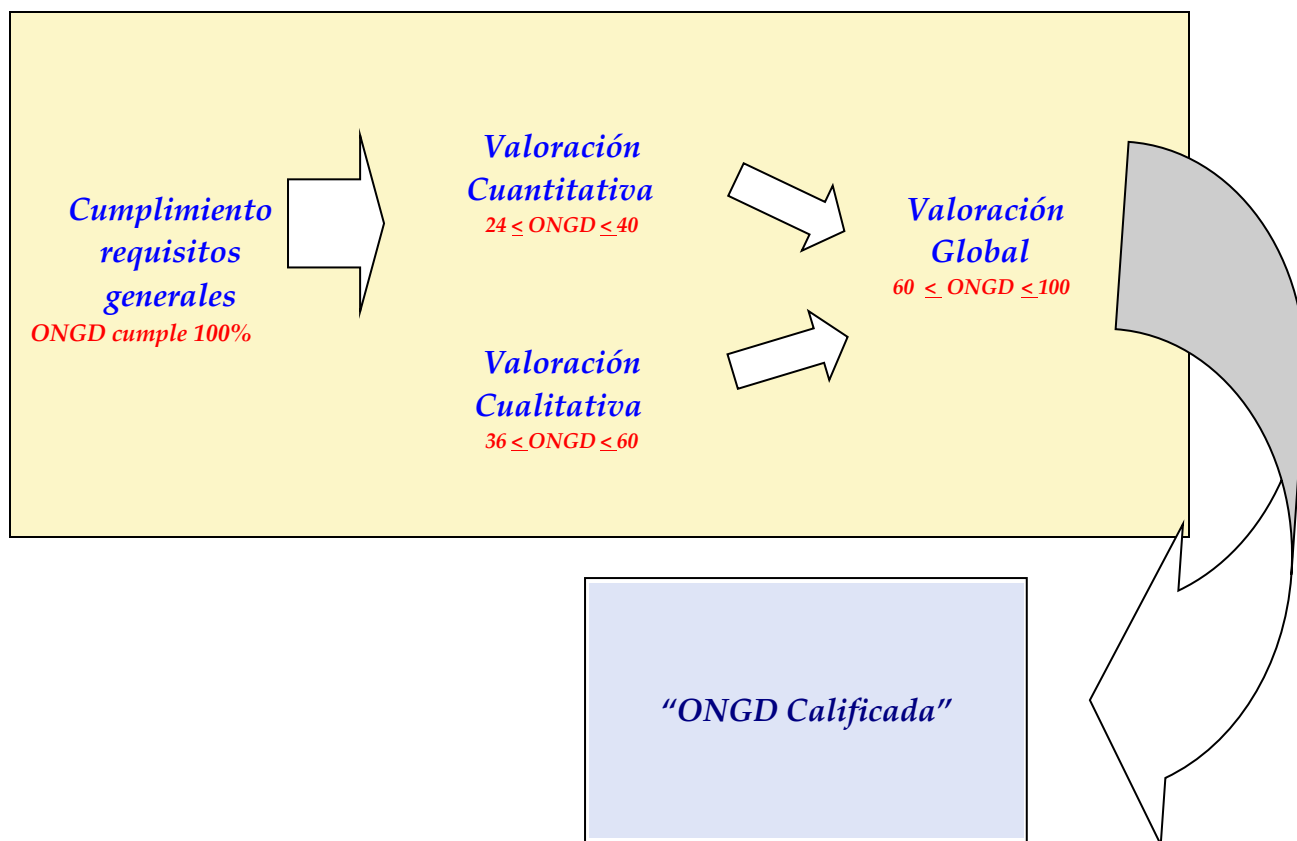 Cumplimiento
requisitos
generales
ONGD cumple 100%
Valoración
Cuantitativa
24 < ONGD < 40
Valoración
Cualitativa
36 < ONGD < 60
Valoración
Global
60 < ONGD < 100
“ONGD Calificada”